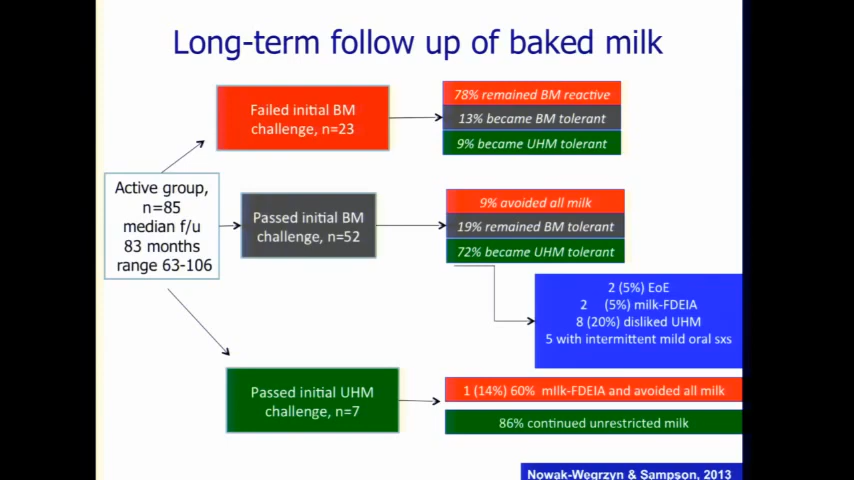 Long-term follow up of baked milk
Failed initial BM
challenge, n=23
78% remained BM reactive
13% became BM tolerant
9% became UHM tolerant
Active group,
n=85
median f/u
83 months
range 63-106
Passed initial BM
challenge, n=52
9% avoided all milk
19% remained BM tolerant
72% became UHM tolerant
2 (5%) EoE
2 (5%) milk-FDEIA
8 (20%) disliked UHM
5 with intermittent mild oral sxs
Passed initial UHM
challenge, n=7
1 (14%) 60% mIlk-FDEIA and avoided all milk
86% continued unrestricted milk
Nowak-Wegrzyn & Sampson, 2013